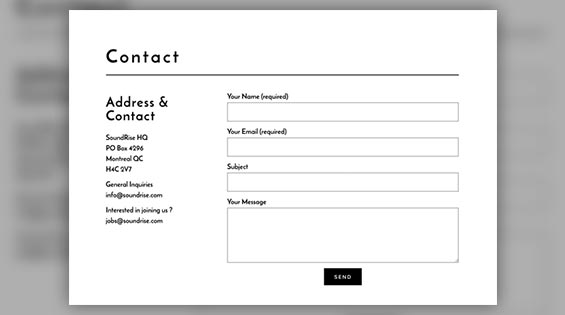 Contact
Address &
Contact
SoundRise HQ
PO Box 4296
Montreal QC
H4C 2V7
General Inquiries
info@soundrise.com
Interested in joining us ?
jobs@soundrise.com
Your Name (required)
Your Email (required)
Subject
Your Message
SEND